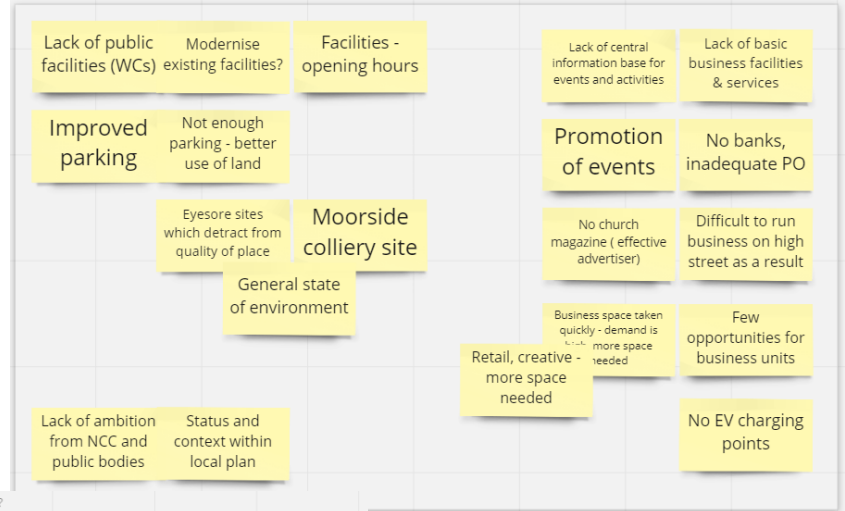 Lack of public
facilities (WCs)
Modernise
existing facilities?
Facilities -
opening hours
Improved
parking
Not enough
parking - better
use of land
Eyesore sites
which detract from
quality of place
Moorside
colliery site
General state
of environment
Lack of ambition
from NCC and
public bodies
Status and
context within
local plan
Lack of central
information base for
events and activities
Lack of basic
business facilities
& services
Promotion
of events
No banks,
inadequate PO
No church
magazine ( effective
advertiser)
Difficult to run
business on high
street as a result
Business space taken
quickly - demand is
more space
needed
Retail, creative -
more space
needed
Few
opportunities for
business units
No EV charging
points
?